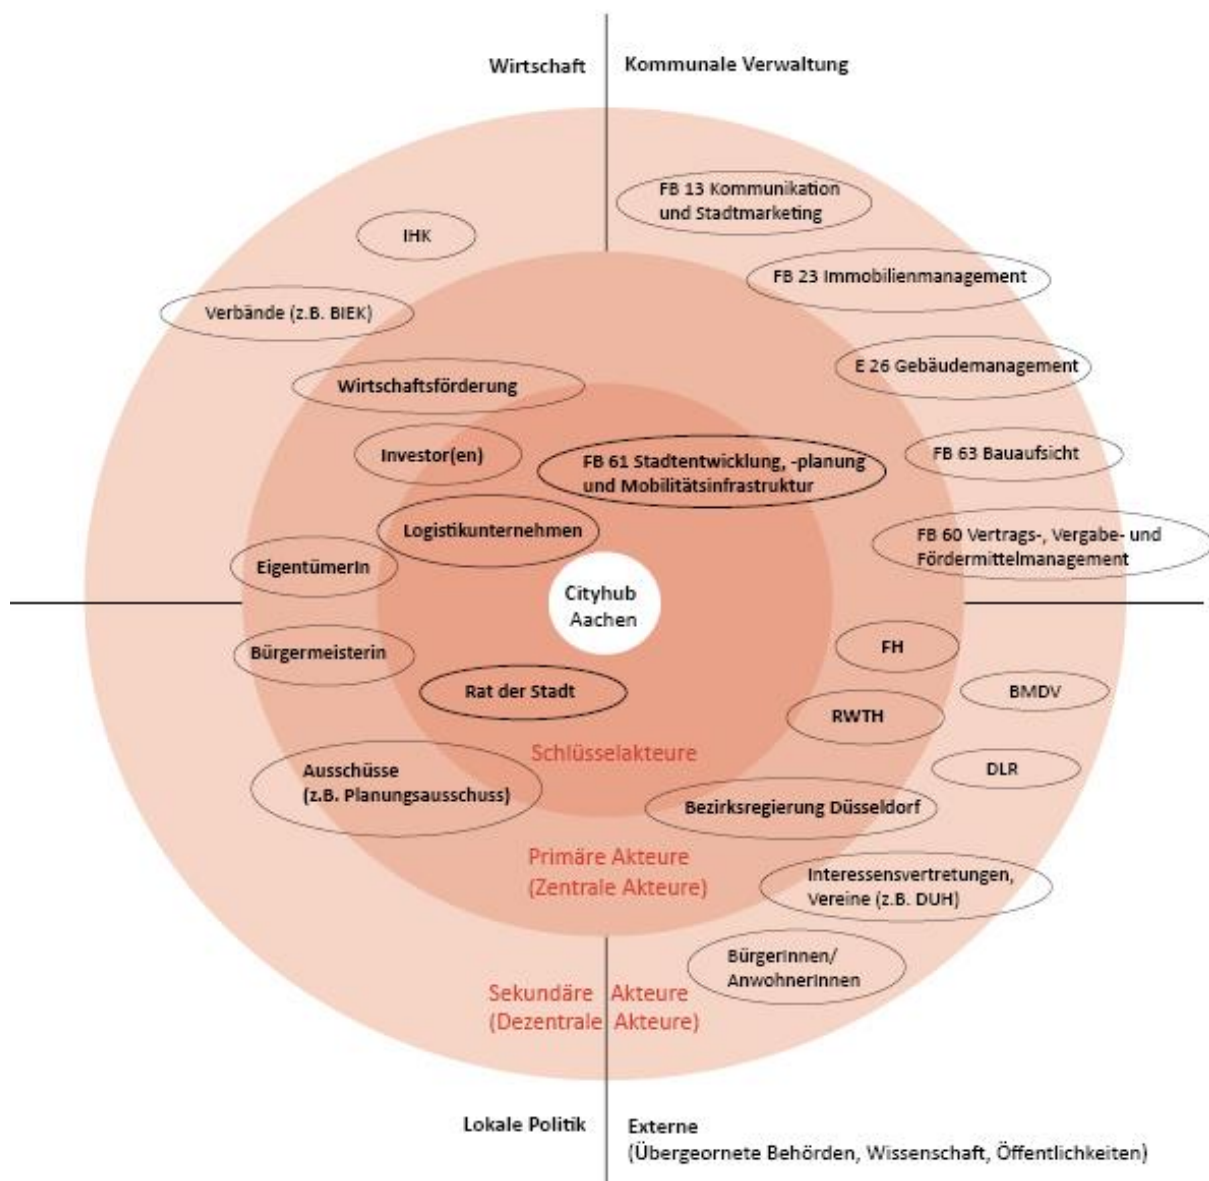 Wirtschaft
Kommunale Verwaltung
FB 13 Kommunikation
und Stadtmarketing
IHK
FB 23 Immobilienmanagement
Verbände (z.B. BIEK)
E 26 Gebäudemanagement
Wirtschaftsförderung
Investor(en)
FB 61 Stadtentwicklung, -planung
und Mobilitätsinfrastruktur
FB 63 Bauaufsicht
Logistikunternehmen
FB 60 Vertrags-, Vergabe- und
Fördermittelmanagement
EigentümerIn
Cityhub
Aachen
Bürgermeisterin
FH
Rat der Stadt
BMDV
RWTH
Schlüsselakteure
DLR
Ausschüsse
(z.B. Planungsausschuss)
Bezirksregierung Düsseldorf
Primäre Akteure
(Zentrale Akteure)
Interessensvertretungen,
Vereine (z.B. DUH)
BürgerInnen/
AnwohnerInnen
Sekundäre Akteure
(Dezentrale Akteure)
Lokale Politik
Externe
(Übergeornete Behörden, Wissenschaft, Öffentlichkeiten)